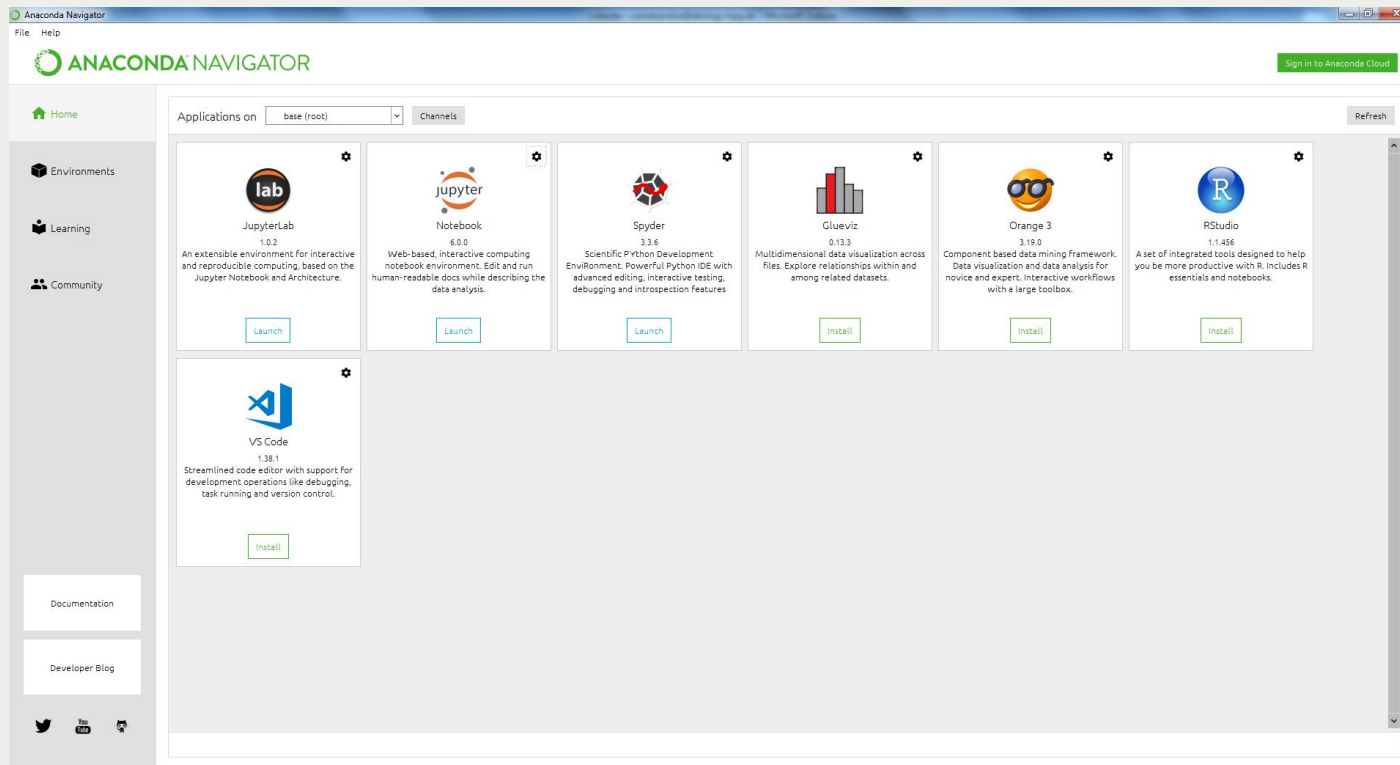 Anaconda Navigator
File Help
ANACONDA NAVIGATOR
Sign in to Anaconda Cloud
Home
Environments
Learning
Community
Documentation
Developer Blog
You
Tube
Applications on base (root) Channels Refresh
lab
JupyterLab
1.0.2
An extensible environment for interactive
and reproducible computing, based on the
Jupyter Notebook and Architecture.
Launch
jupyter
Notebook
6.0.0
Web-based, interactive computing
notebook environment. Edit and run
human-readable docs while describing the
data analysis.
Launch
Spyder
3.3.6
Scientific PYthon Development
EnviRonment. Powerful Python IDE with
advanced editing, interactive testing,
debugging and introspection features
Launch
Glueviz
0.13.3
Multidimensional data visualization across
files. Explore relationships within and
among related datasets.
Install
Orange 3
3.19.0
Component based data mining framework.
Data visualization and data analysis for
novice and expert. Interactive workflows
with a large toolbox.
Install
R
RStudio
1.1.456
A set of integrated tools designed to help
you be more productive with R. Includes R
essentials and notebooks.
Install
VS Code
1.38.1
Streamlined code editor with support for
development operations like debugging,
task running and version control.
Install